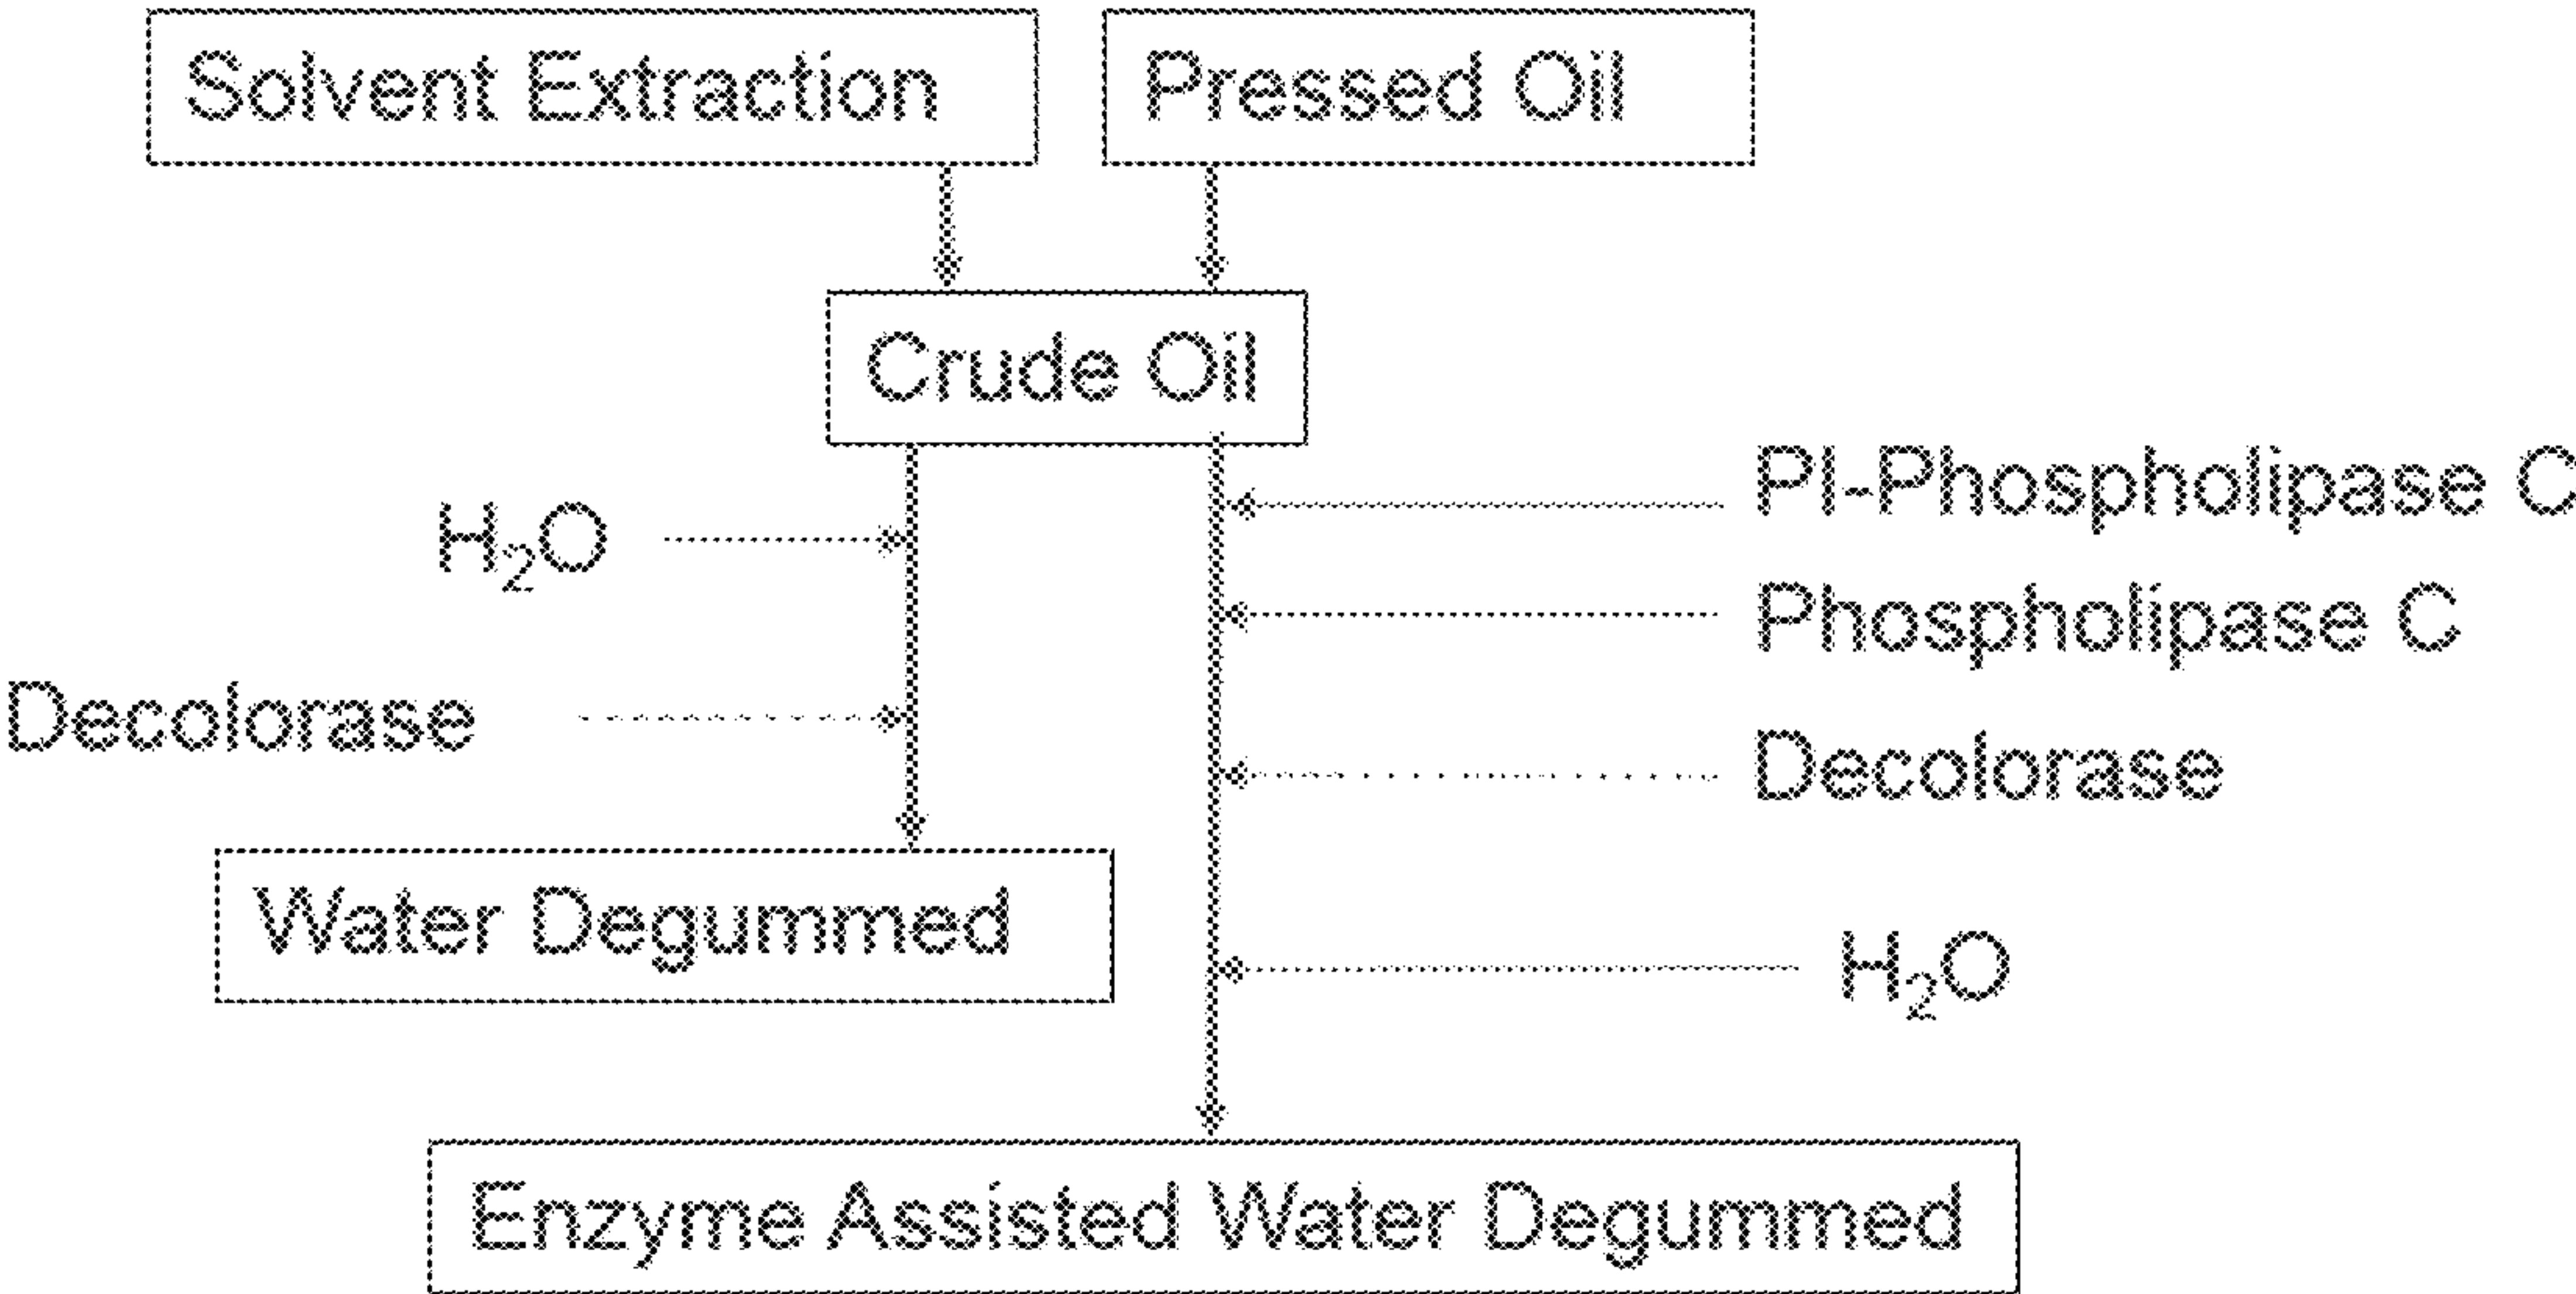 Solvent Extraction
Pressed Oil
Crude Oil
PI-Phospholipase C
H₂O
Phospholipase C
Decolorase
Decolorase
Water Degummed
H₂O
Enzyme Assisted Water Degummed